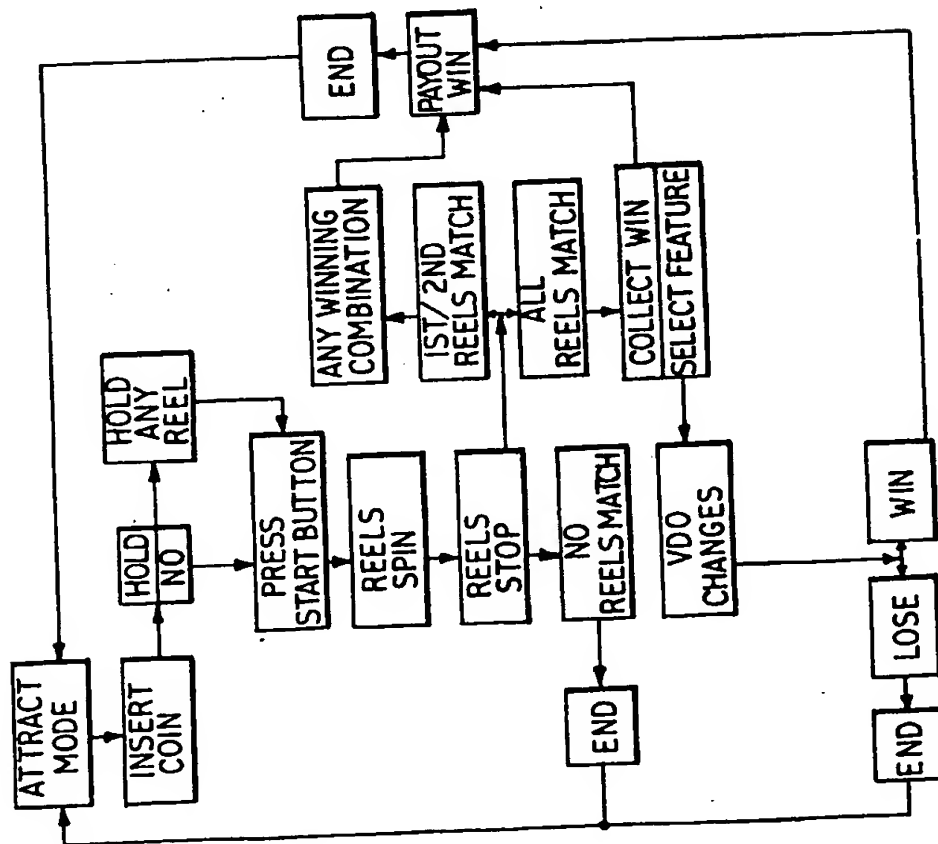 ATTRACT
MODE
INSERT
COIN
HOLD
NO
HOLD
ANY
REEL
PRESS
START BUTTON
REELS
SPIN
REELS
STOP
NO
REELS MATCH
END
ANY WINNING
COMBINATION
IST/2ND
REELS MATCH
ALL
REELS MATCH
COLLECT WIN
SELECT FEATURE
PAYOUT
WIN
END
VDO
CHANGES
WIN
LOSE
END